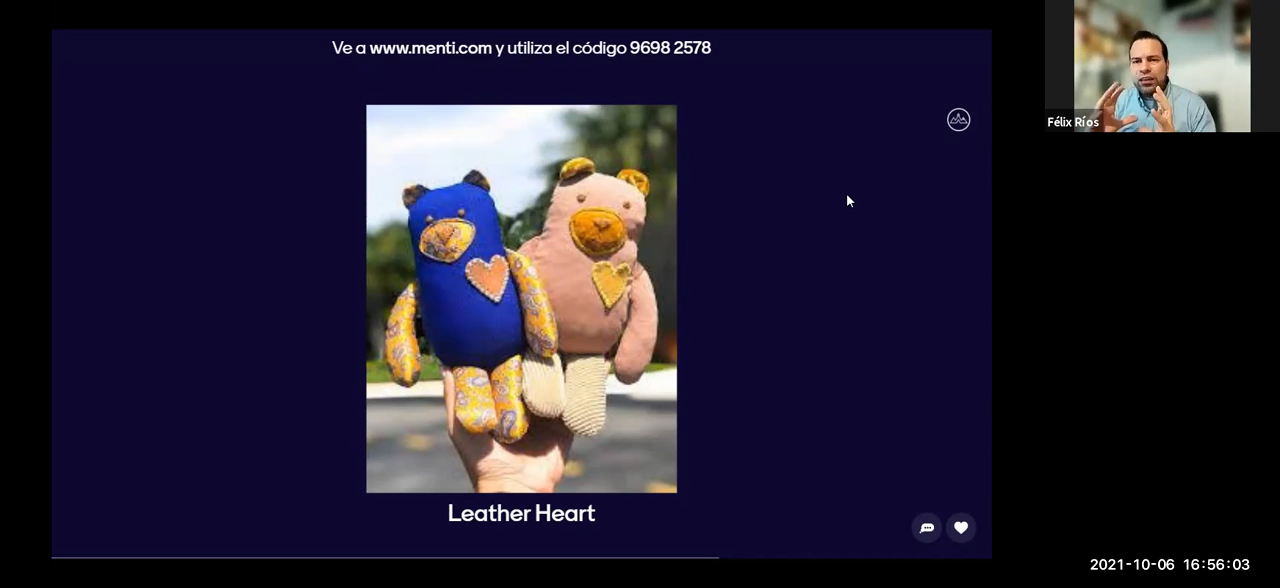 Ve a www.menti.com y utiliza el código 9698 2578
Félix Ríos
Leather Heart
2021-10-06 16:56:03